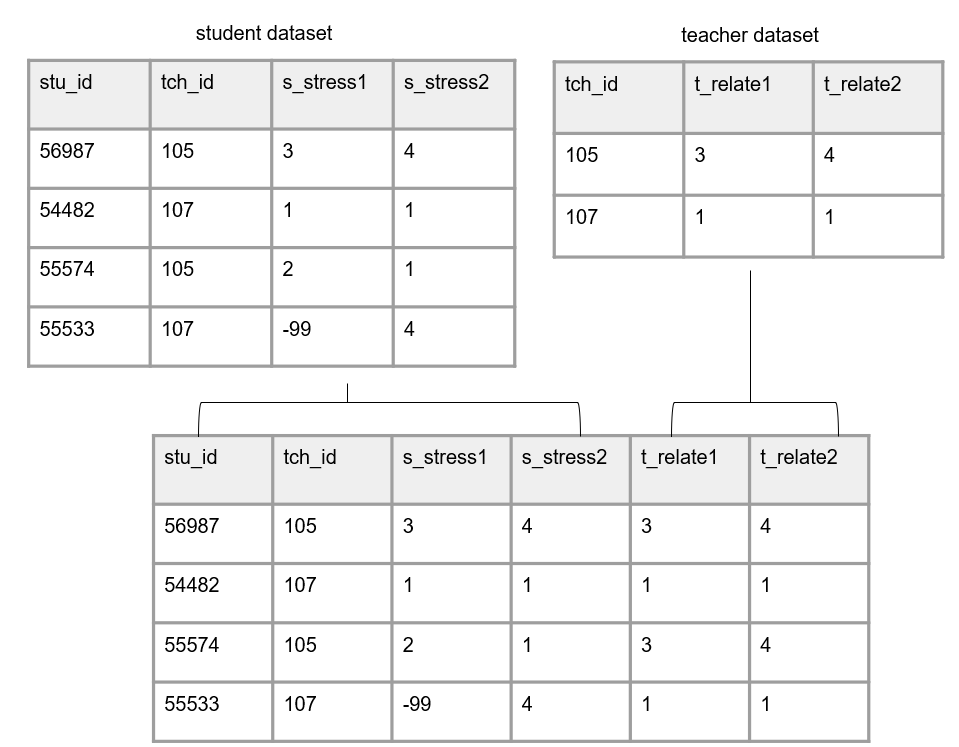 student dataset
stu_id tch_id s_stress1 s_stress2
56987 105 3 4
54482 107 1 1
55574 105 2 1
55533 107 -99 4
teacher dataset
tch_id t_relate1 t_relate2
105 3 4
107 1 1
stu_id tch_id s_stress1 s_stress2 t_relate1 t_relate2
56987 105 3 4 3 4
54482 107 1 1 1 1
55574 105 2 1 3 4
55533 107 -99 4 1 1